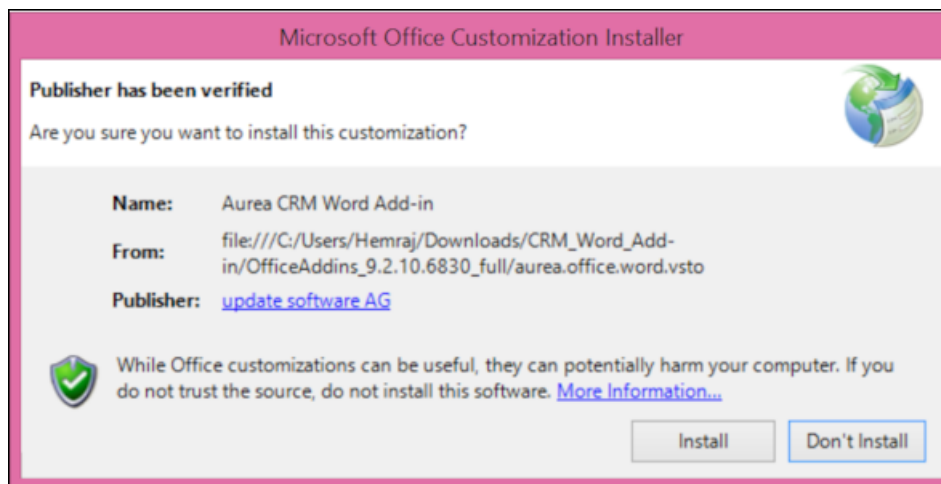 Microsoft Office Customization Installer
Publisher has been verified
Are you sure you want to install this customization?
Name: Aurea CRM Word Add-in
From: file:///C:/Users/Hemraj/Downloads/CRM_Word_Add-
in/OfficeAddins_9.2.10.6830_full/aurea.office.word.vsto
Publisher: update software AG
While Office customizations can be useful, they can potentially harm your computer. If you
do not trust the source, do not install this software. More Information...
Install Don't Install